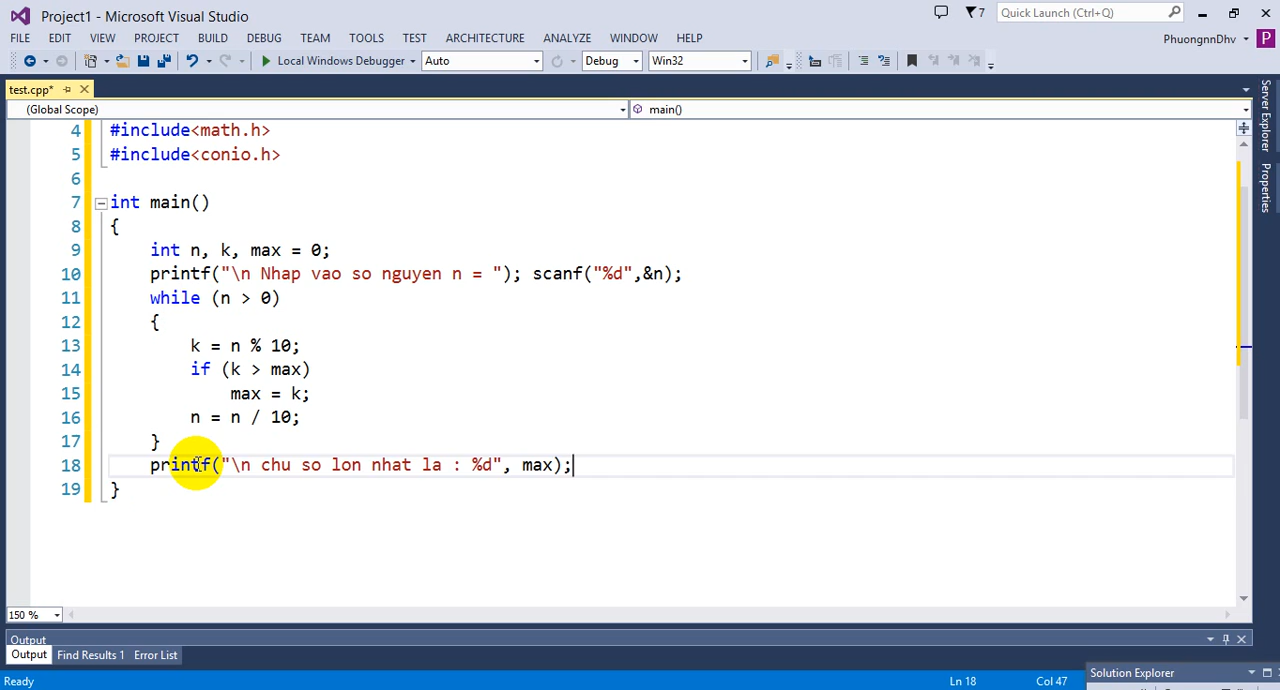 Project1 - Microsoft Visual Studio
7
Quick Launch (Ctrl+Q)
FILE EDIT VIEW PROJECT BUILD DEBUG TEAM TOOLS TEST ARCHITECTURE ANALYZE WINDOW HELP
PhuongnnDhv P
Local Windows Debugger Auto Debug Win32
test.cpp*
(Global Scope) main()
Server Explorer
Properties
4 #include<math.h>
5 #include<conio.h>
6
7 int main()
8 {
9 int n, k, max = 0;
10 printf("\n Nhap vao so nguyen n = "); scanf("%d",&n);
11 while (n > 0)
12 {
13 k = n % 10;
14 if (k > max)
15 max = k;
16 n = n / 10;
17 }
18 printf("\n chu so lon nhat la : %d", max);
19 }
150 %
Output
Output Find Results 1 Error List
Solution Explorer
Ready Ln 18 Col 47